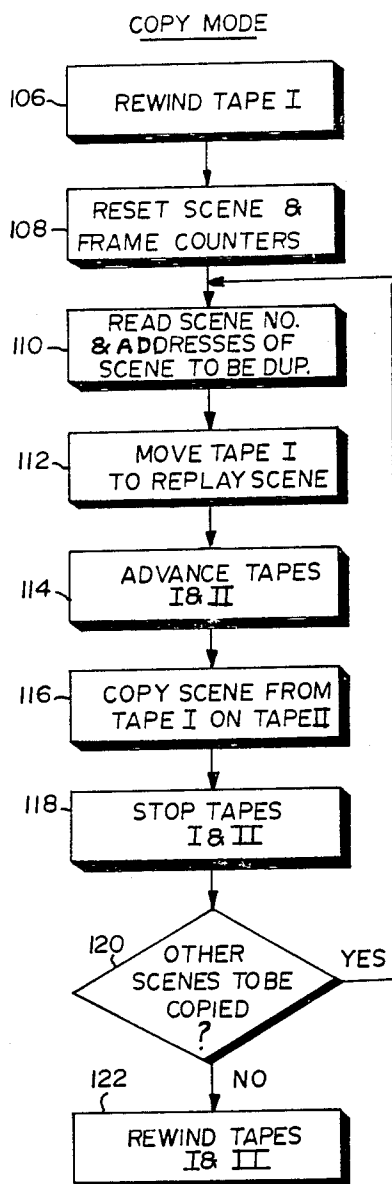 COPY MODE
106
REWIND TAPE I
108
RESET SCENE &
FRAME COUNTERS
110
READ SCENE NO.
& ADDRESSES OF
SCENE TO BE DUP.
112
MOVE TAPE I
TO REPLAY SCENE
114
ADVANCE TAPES
I & II
116
COPY SCENE FROM
TAPE I ON TAPE II
118
STOP TAPES
I & II
120
OTHER
SCENES TO BE
COPIED
?
YES
NO
122
REWIND TAPES
I & II